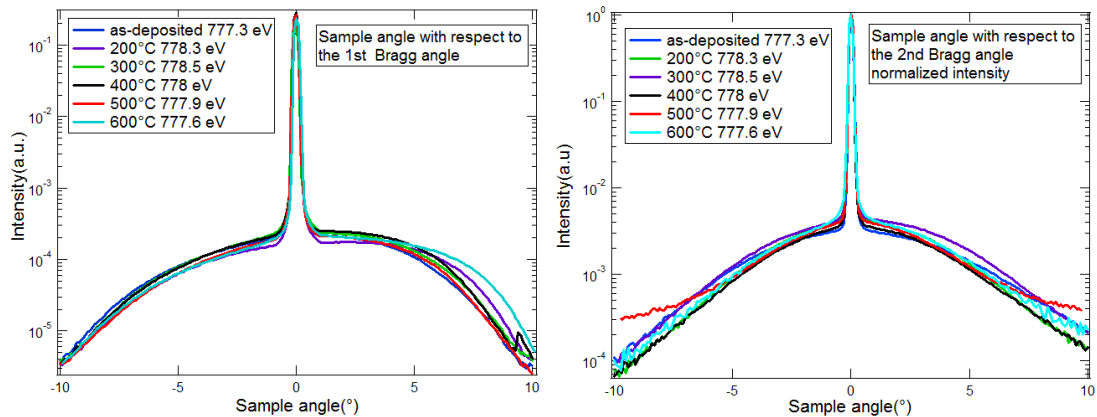 as-deposited 777.3 eV
200°C 778.3 eV
300°C 778.5 eV
400°C 778 eV
500°C 777.9 eV
600°C 777.6 eV
Sample angle with respect to
the 1st Bragg angle
Intensity(a.u.)
10-1
10-2
10-3
10-4
10-5
-10
-5
0
5
10
Sample angle(°)
as-deposited 777.3 eV
200°C 778.3 eV
300°C 778.5 eV
400°C 778 eV
500°C 777.9 eV
600°C 777.6 eV
Sample angle with respect to
the 2nd Bragg angle
normalized intensity
Intensity(a.u)
100
10-1
10-2
10-3
10-4
-10
-5
0
5
10
Sample angle(°)